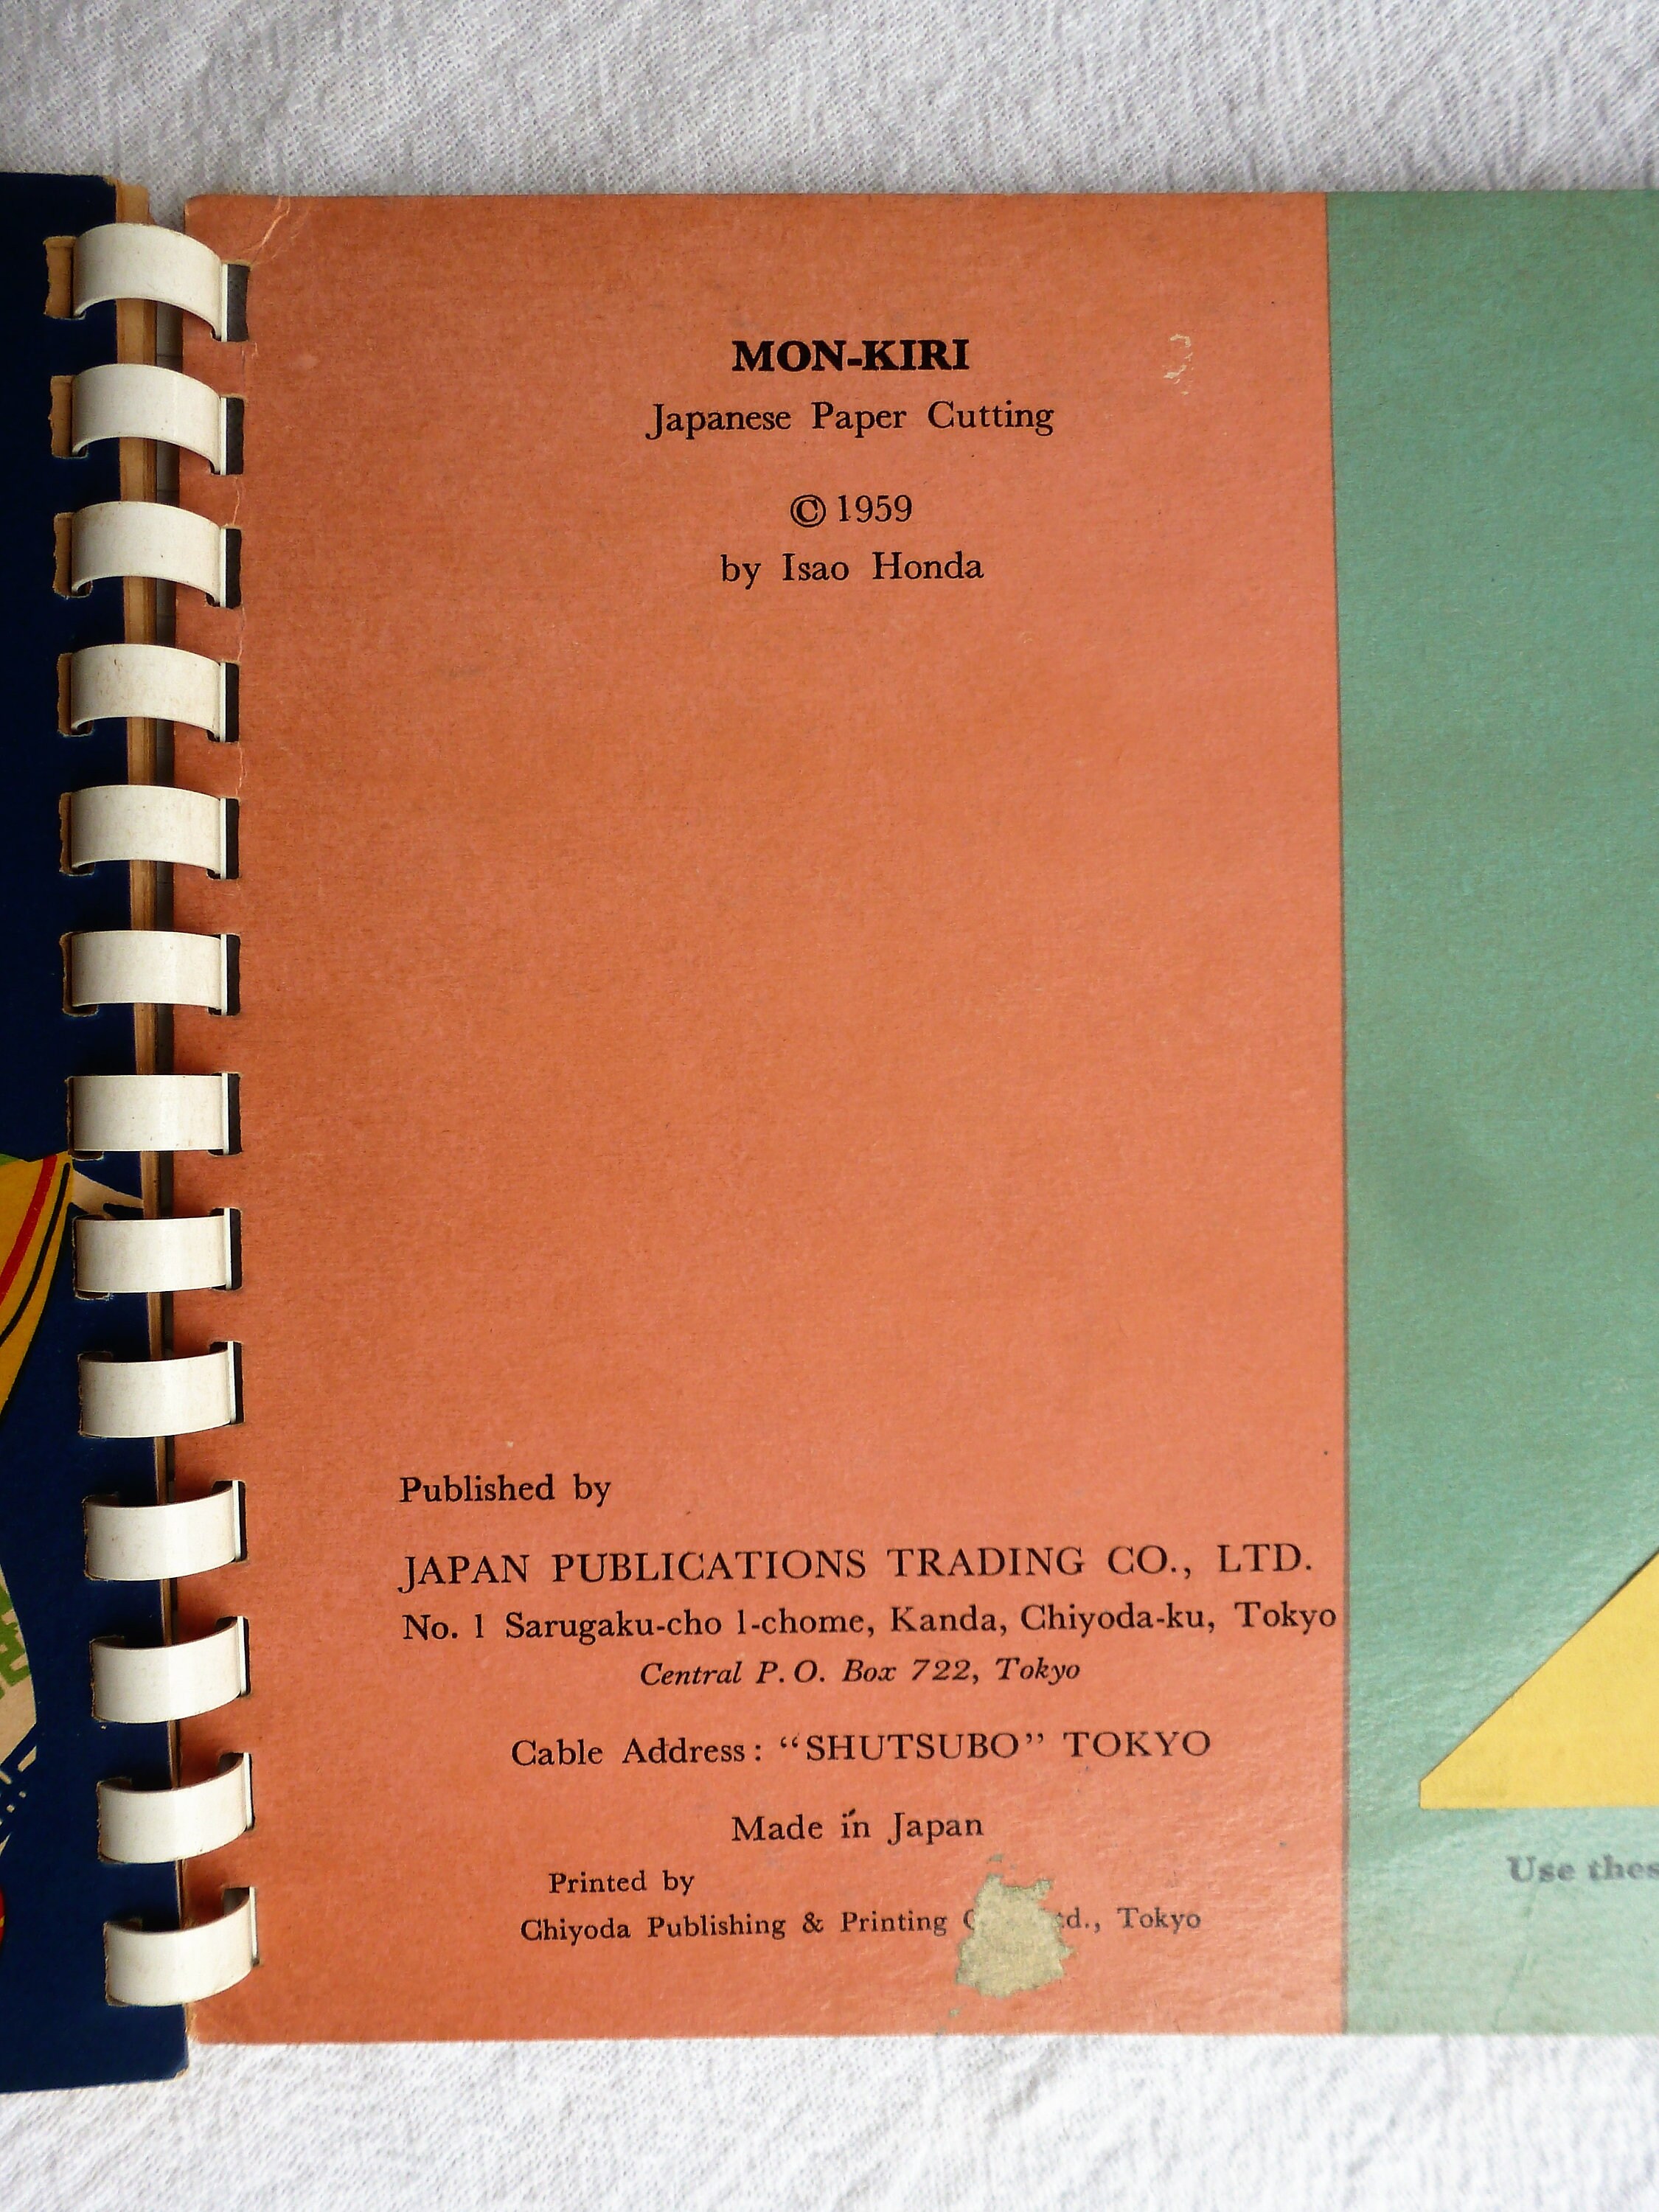 MON-KIRI
Japanese Paper Cutting
© 1959
by Isao Honda
Published by
JAPAN PUBLICATIONS TRADING CO., LTD.
No. 1 Sarugaku-cho 1-chome, Kanda, Chiyoda-ku, Tokyo
Central P. O. Box 722, Tokyo
Cable Address: “SHUTSUBO” TOKYO
Made in Japan
Printed by
Chiyoda Publishing & Printing Tokyo
Use